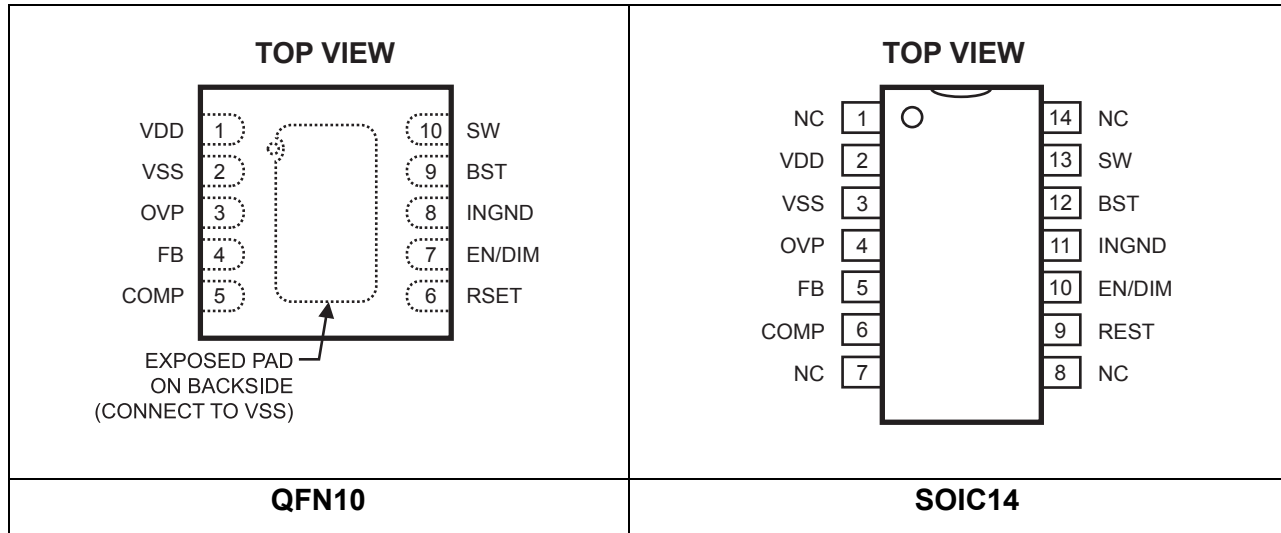 TOP VIEW
VDD 1
VSS 2
OVP 3
FB 4
COMP 5
10 SW
9 BST
8 INGND
7 EN/DIM
6 RSET
EXPOSED PAD
ON BACKSIDE
(CONNECT TO VSS)
QFN10
TOP VIEW
NC 1
VDD 2
VSS 3
OVP 4
FB 5
COMP 6
NC 7
14 NC
13 SW
12 BST
11 INGND
10 EN/DIM
9 REST
8 NC
SOIC14